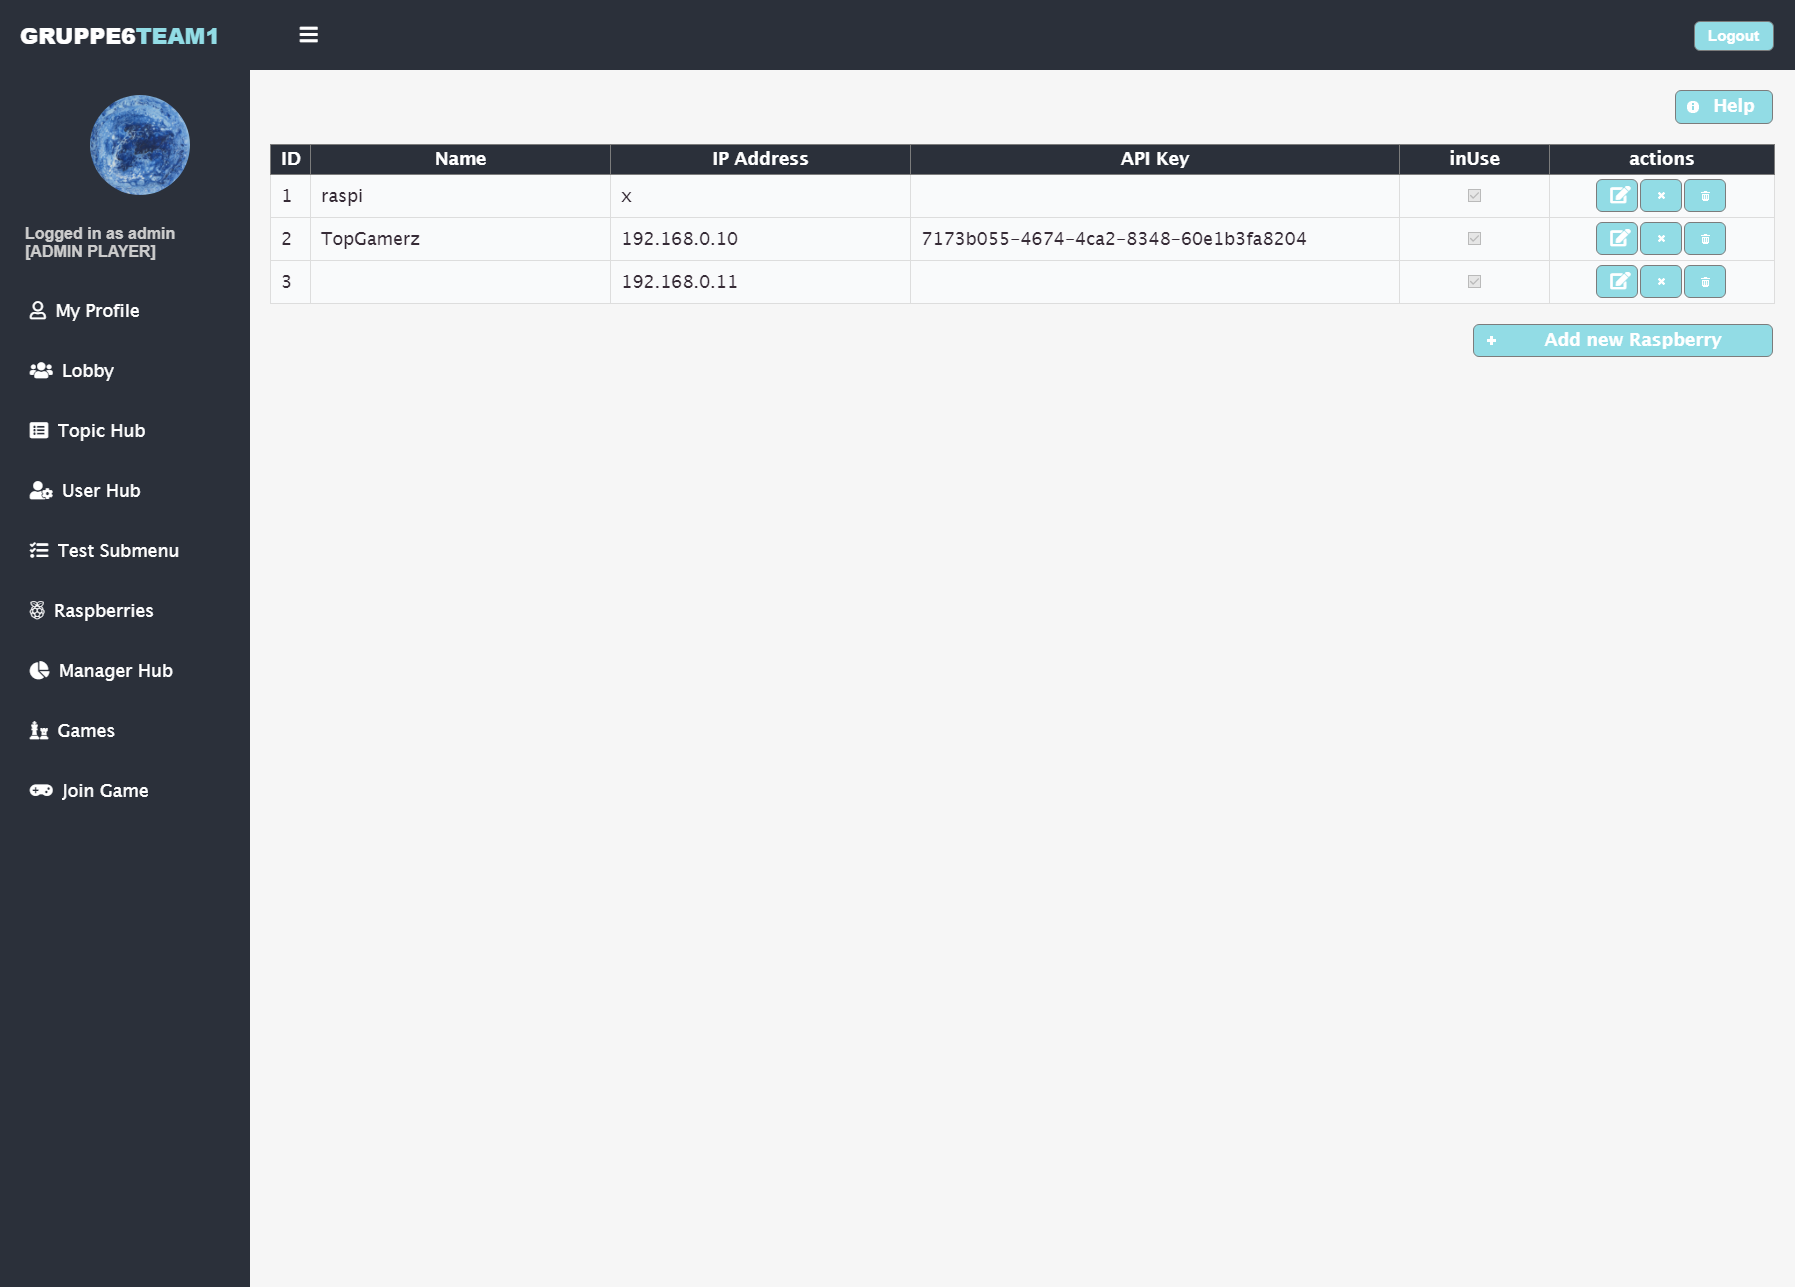 GRUPPE6TEAM1
Logout
Logged in as admin
[ADMIN PLAYER]
My Profile
Lobby
Topic Hub
User Hub
Test Submenu
Raspberries
Manager Hub
Games
Join Game
Help
ID Name IP Address API Key inUse actions
1 raspi x
2 TopGamerz 192.168.0.10 7173b055-4674-4ca2-8348-60e1b3fa8204
3 192.168.0.11
Add new Raspberry